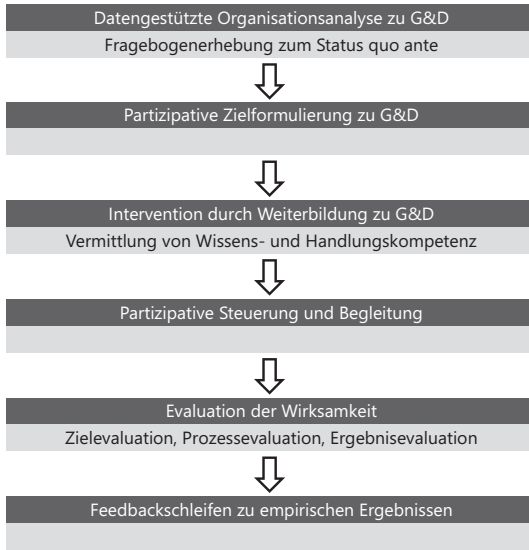 Datengestützte Organisationsanalyse zu G&D
Fragebogenerhebung zum Status quo ante
Partizipative Zielformulierung zu G&D
Intervention durch Weiterbildung zu G&D
Vermittlung von Wissens- und Handlungskompetenz
Partizipative Steuerung und Begleitung
Evaluation der Wirksamkeit
Zielevaluation, Prozessevaluation, Ergebnisevaluation
Feedbackschleifen zu empirischen Ergebnissen